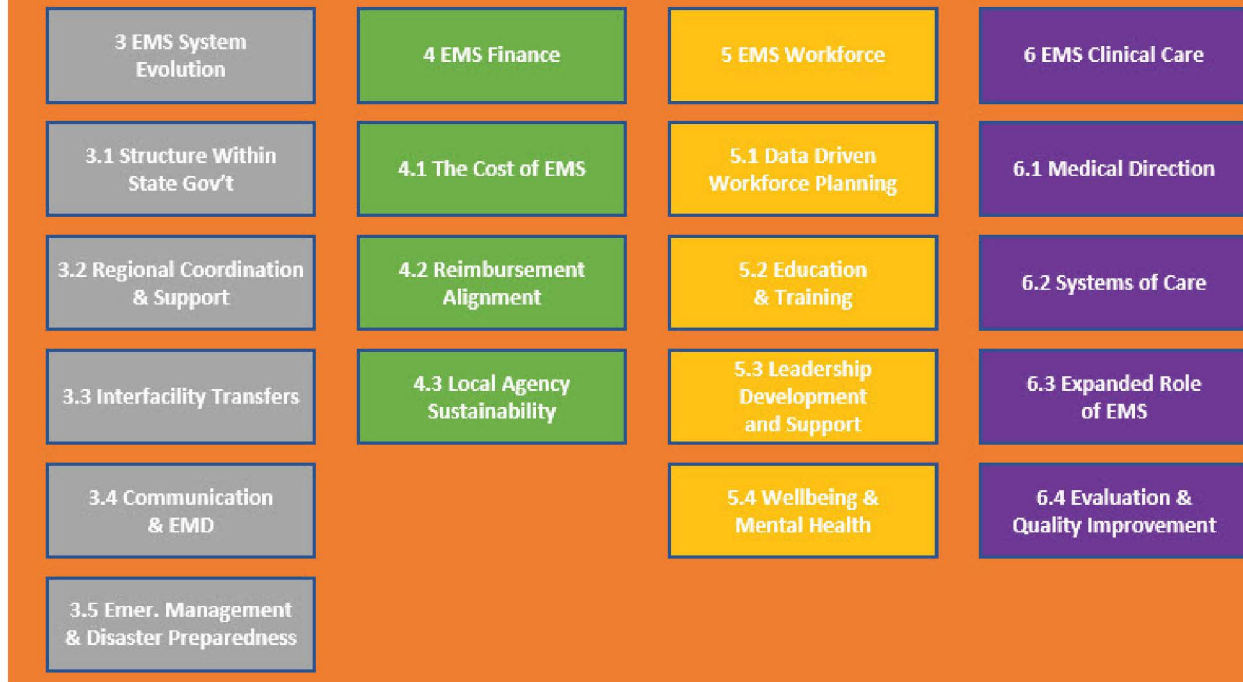 3 EMS System
Evolution
4 EMS Finance
5 EMS Workforce
6 EMS Clinical Care
3.1 Structure Within
State Gov't
4.1 The Cost of EMS
5.1 Data Driven
Workforce Planning
6.1 Medical Direction
3.2 Regional Coordination
& Support
4.2 Reimbursement
Alignment
5.2 Education
& Training
6.2 Systems of Care
3.3 Interfacility Transfers
4.3 Local Agency
Sustainability
5.3 Leadership
Development
and Support
6.3 Expanded Role
of EMS
3.4 Communication
& EMD
5.4 Wellbeing &
Mental Health
6.4 Evaluation &
Quality Improvement
3.5 Emer. Management
& Disaster Preparedness